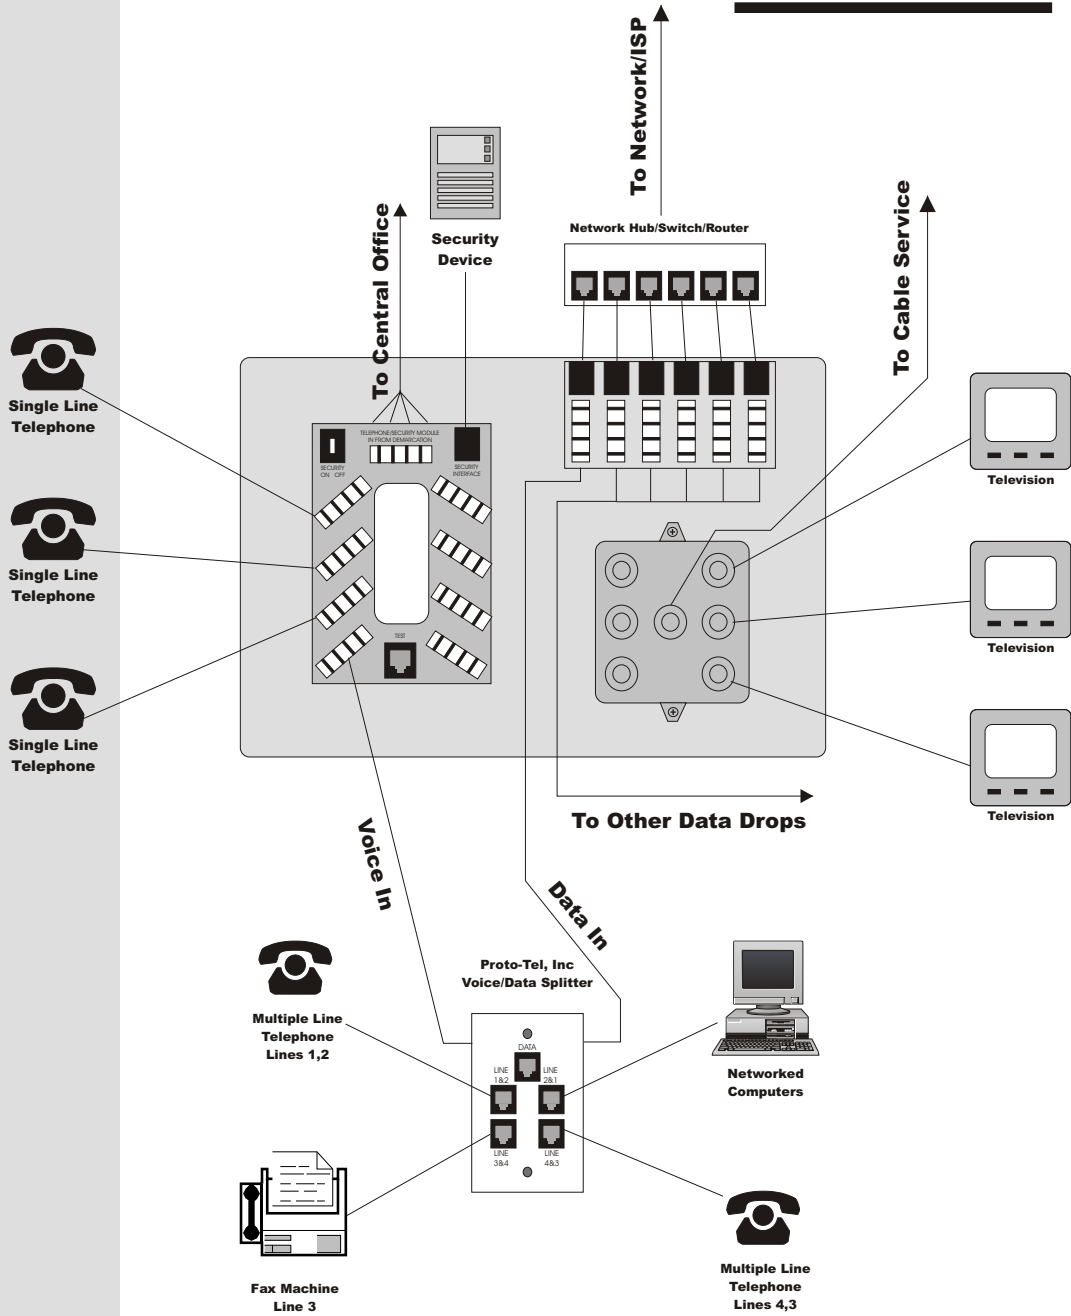 To Network/ISP
To Central Office
Security
Device
Network Hub/Switch/Router
To Cable Service
Single Line
Telephone
Single Line
Telephone
Single Line
Telephone
TELEPHONE/SECURITY MODULE
IN FROM DEMARCATION
SECURITY
ON OFF
SECURITY
INTERFACE
TEST
Television
Television
Television
To Other Data Drops
Voice In
Data In
Proto-Tel, Inc
Voice/Data Splitter
Multiple Line
Telephone
Lines 1,2
DATA
LINE
1&2
LINE
2&1
LINE
3&4
LINE
4&3
Networked
Computers
Fax Machine
Line 3
Multiple Line
Telephone
Lines 4,3